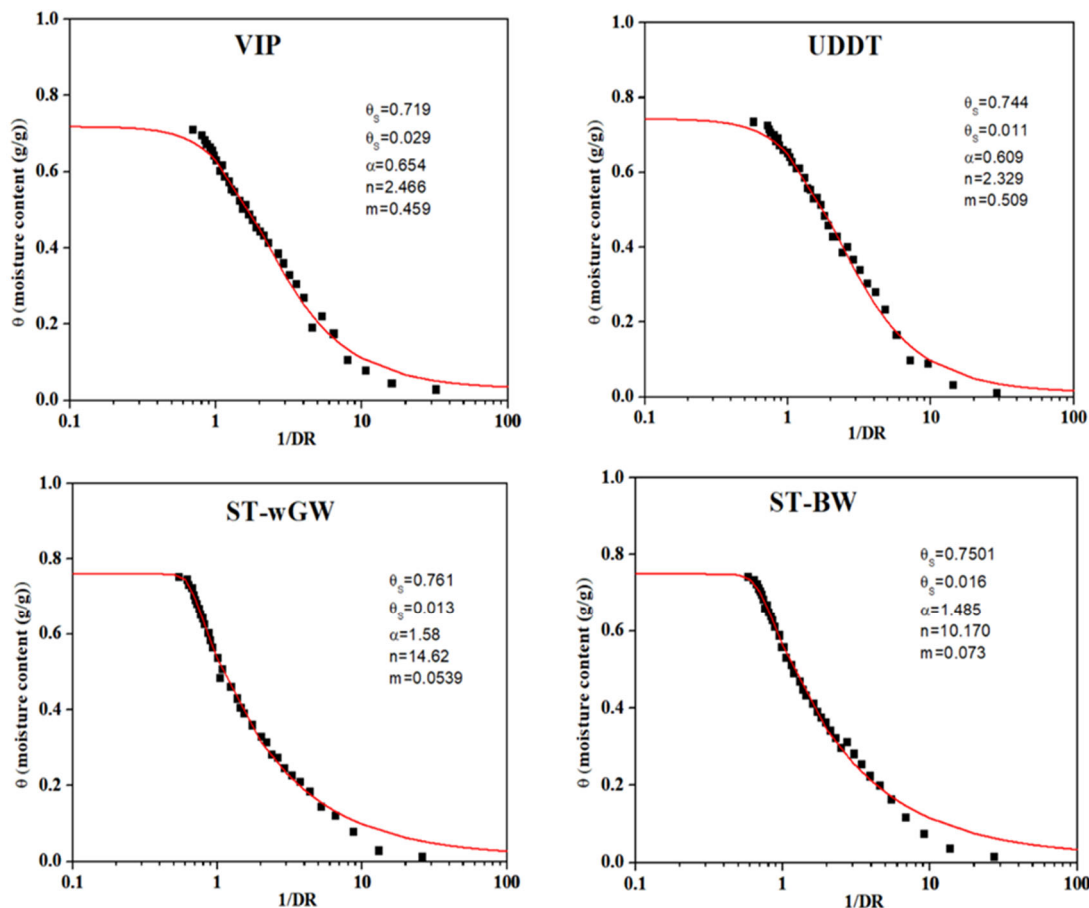 VIP
θS=0.719
θS=0.029
α=0.654
n=2.466
m=0.459
θ (moisture content (g/g))
1.0
0.8
0.6
0.4
0.2
0.0
0.1
1
10
100
1/DR
UDDT
θS=0.744
θS=0.011
α=0.609
n=2.329
m=0.509
θ (moisture content (g/g))
1.0
0.8
0.6
0.4
0.2
0.0
0.1
1
10
100
1/DR
ST-wGW
θS=0.761
θS=0.013
α=1.58
n=14.62
m=0.0539
θ (moisture content (g/g))
1.0
0.8
0.6
0.4
0.2
0.0
0.1
1
10
100
1/DR
ST-BW
θS=0.7501
θS=0.016
α=1.485
n=10.170
m=0.073
θ (moisture content (g/g))
1.0
0.8
0.6
0.4
0.2
0.0
0.1
1
10
100
1/DR